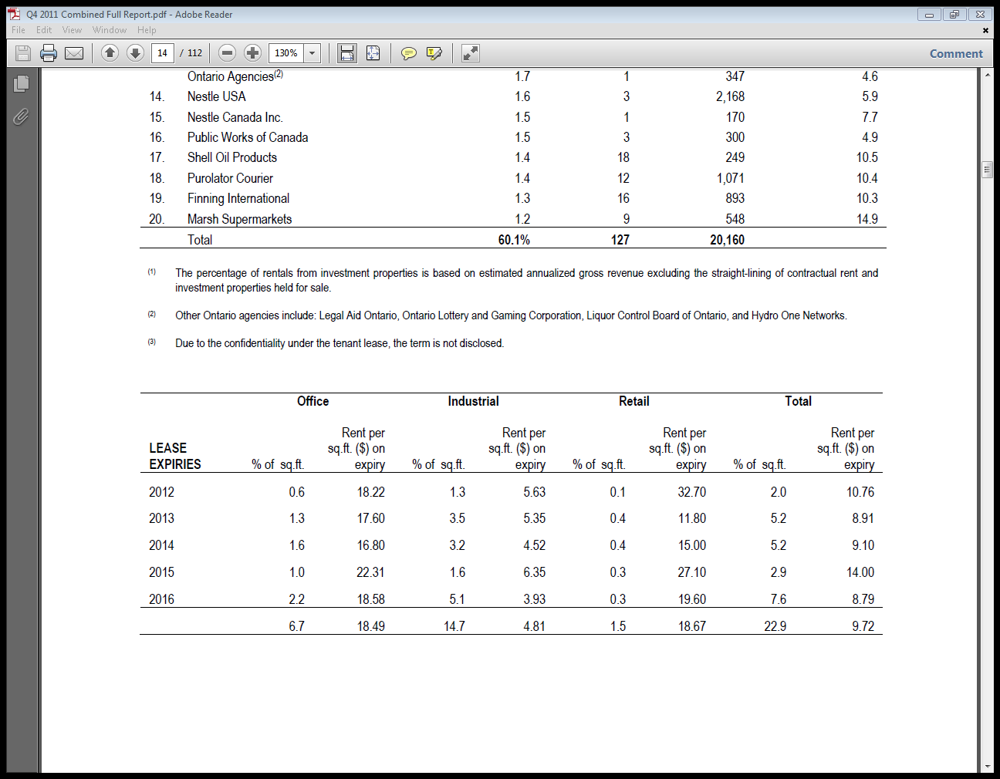 Q4 2011 Combined Full Report.pdf - Adobe Reader
File Edit View Window Help
14 / 112 130% Comment
Ontario Agencies(2) 1.7 1 347 4.6
14. Nestle USA 1.6 3 2,168 5.9
15. Nestle Canada Inc. 1.5 1 170 7.7
16. Public Works of Canada 1.5 3 300 4.9
17. Shell Oil Products 1.4 18 249 10.5
18. Purolator Courier 1.4 12 1,071 10.4
19. Finning International 1.3 16 893 10.3
20. Marsh Supermarkets 1.2 9 548 14.9
Total 60.1% 127 20,160
(1) The percentage of rentals from investment properties is based on estimated annualized gross revenue excluding the straight-lining of contractual rent and
investment properties held for sale.
(2) Other Ontario agencies include: Legal Aid Ontario, Ontario Lottery and Gaming Corporation, Liquor Control Board of Ontario, and Hydro One Networks.
(3) Due to the confidentiality under the tenant lease, the term is not disclosed.
Office Industrial Retail Total
Rent per Rent per Rent per Rent per
LEASE sq.ft. ($) on sq.ft. ($) on sq.ft. ($) on sq.ft. ($) on
EXPIRIES % of sq.ft. expiry % of sq.ft. expiry % of sq.ft. expiry % of sq.ft. expiry
2012 0.6 18.22 1.3 5.63 0.1 32.70 2.0 10.76
2013 1.3 17.60 3.5 5.35 0.4 11.80 5.2 8.91
2014 1.6 16.80 3.2 4.52 0.4 15.00 5.2 9.10
2015 1.0 22.31 1.6 6.35 0.3 27.10 2.9 14.00
2016 2.2 18.58 5.1 3.93 0.3 19.60 7.6 8.79
6.7 18.49 14.7 4.81 1.5 18.67 22.9 9.72